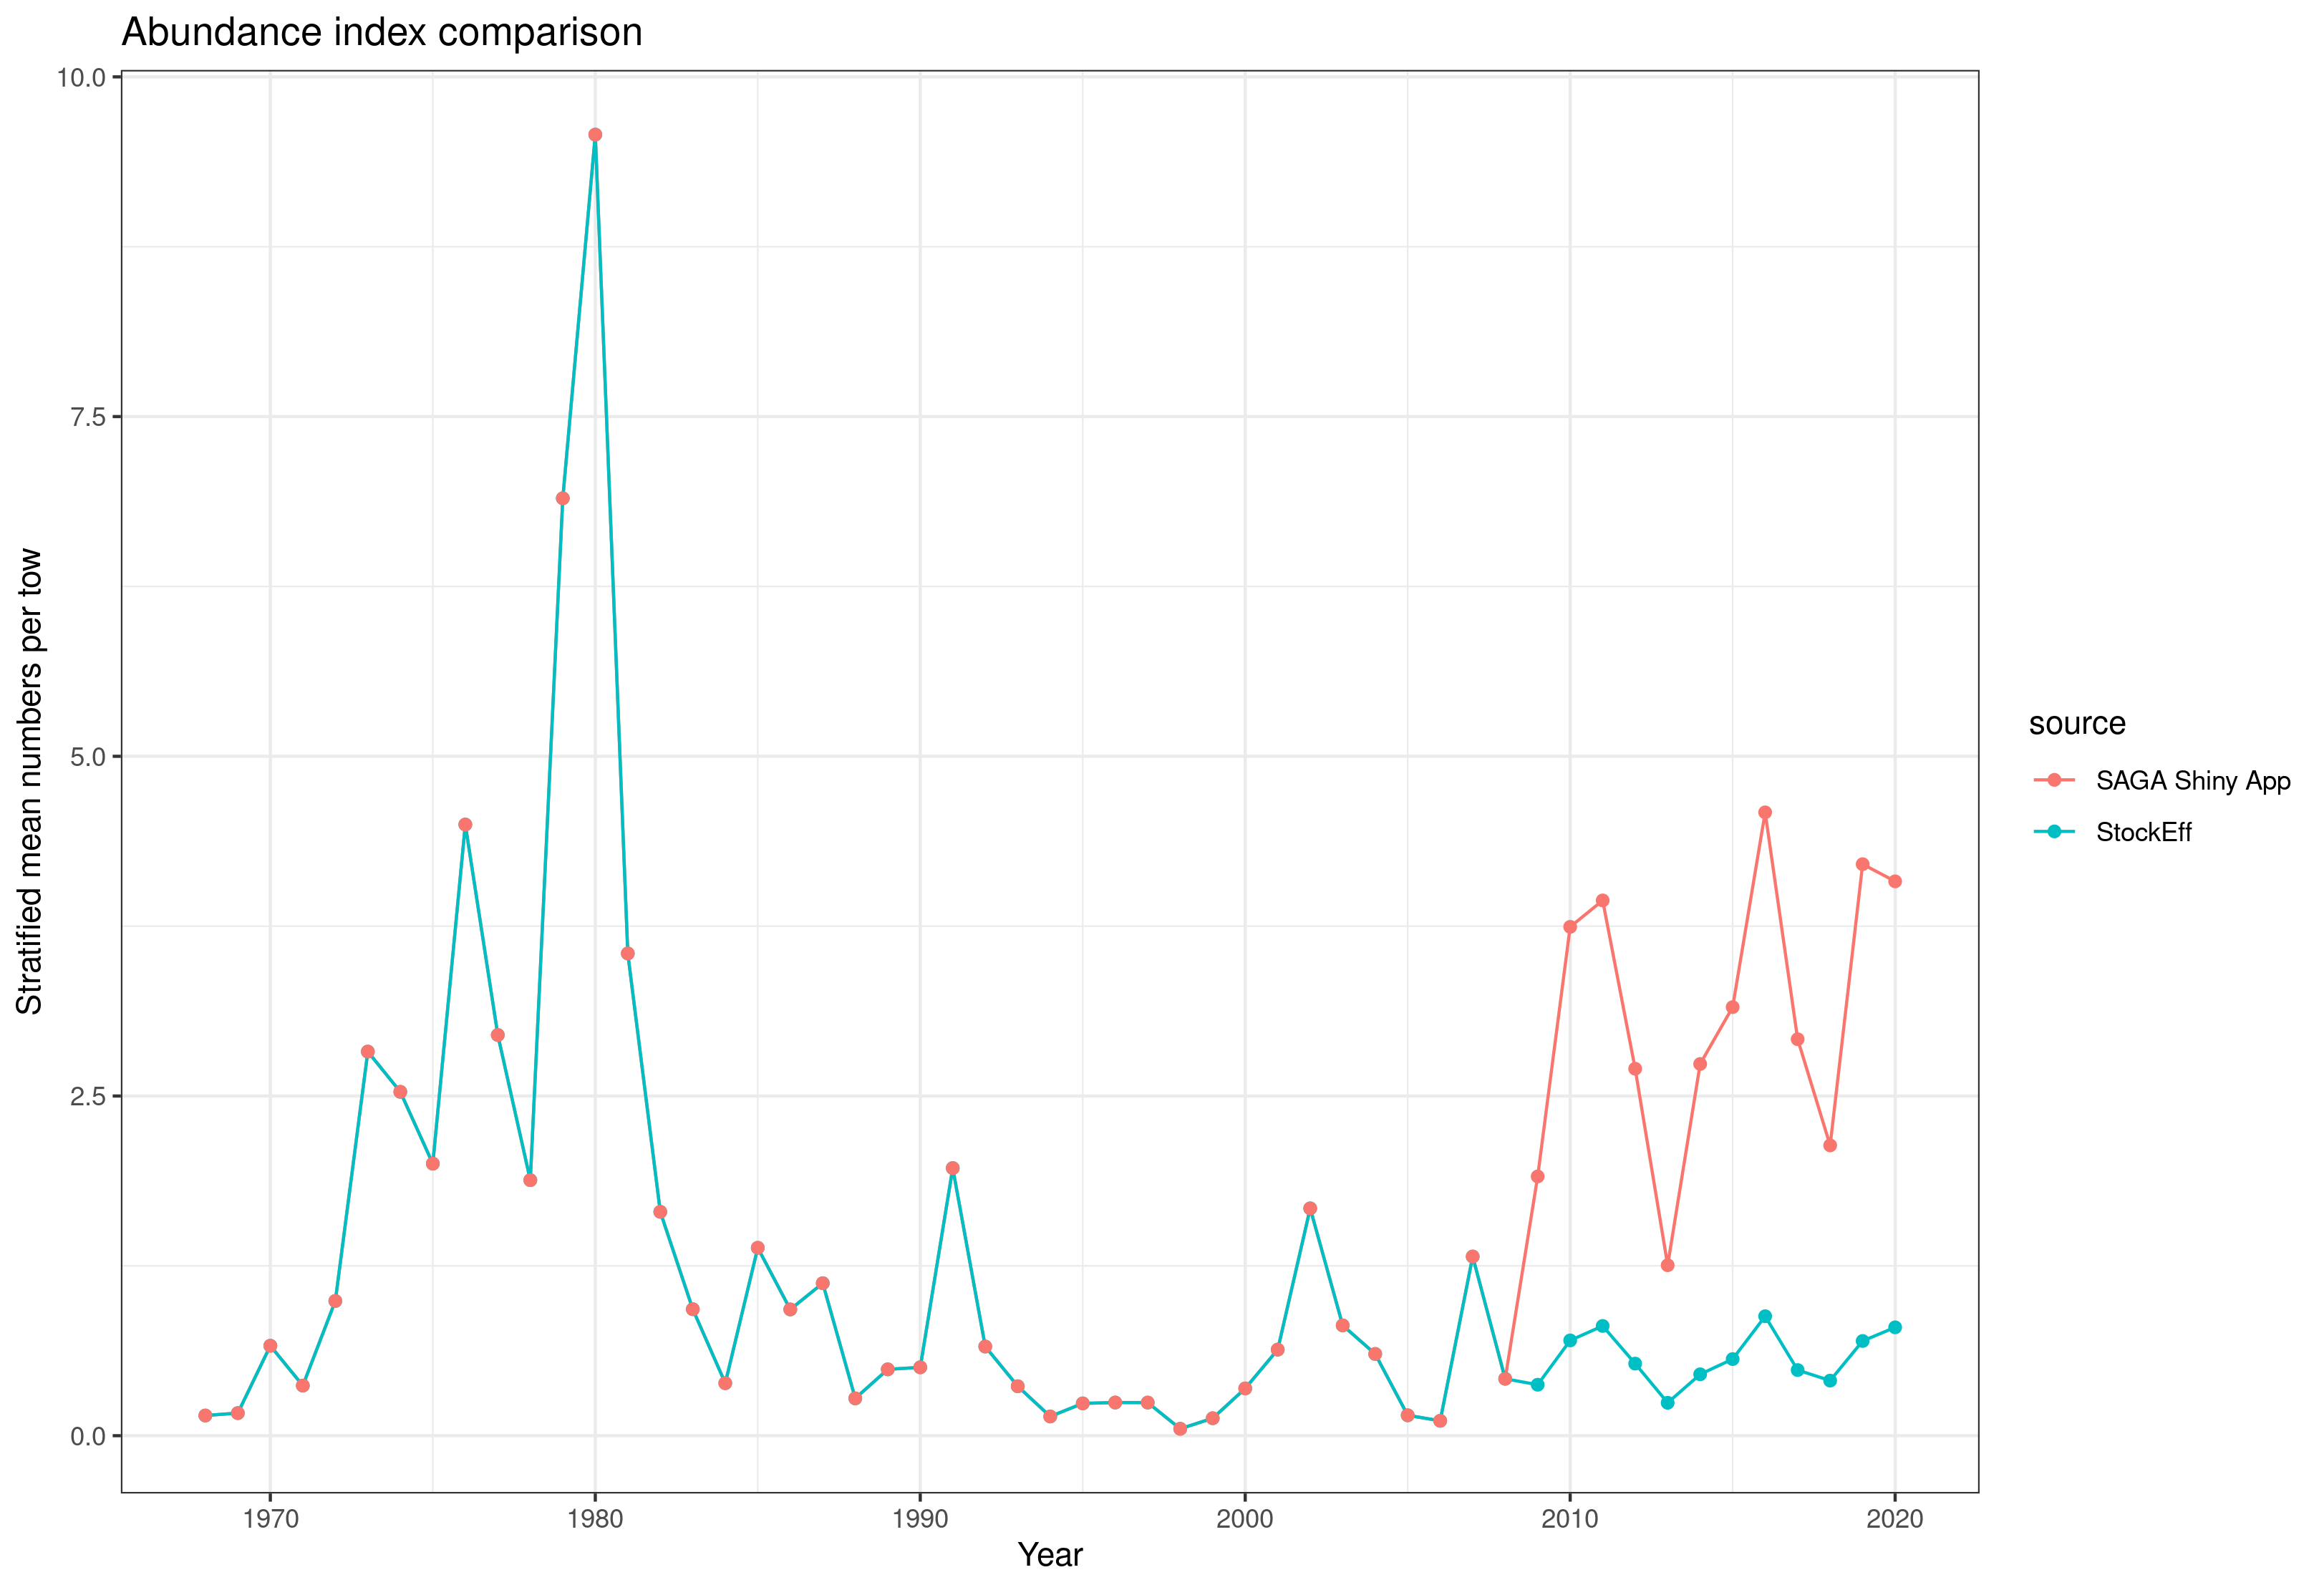 Abundance index comparison
10.0
7.5
5.0
2.5
0.0
Stratified mean numbers per tow
1970
1980
1990
2000
2010
2020
Year
source
SAGA Shiny App
StockEff